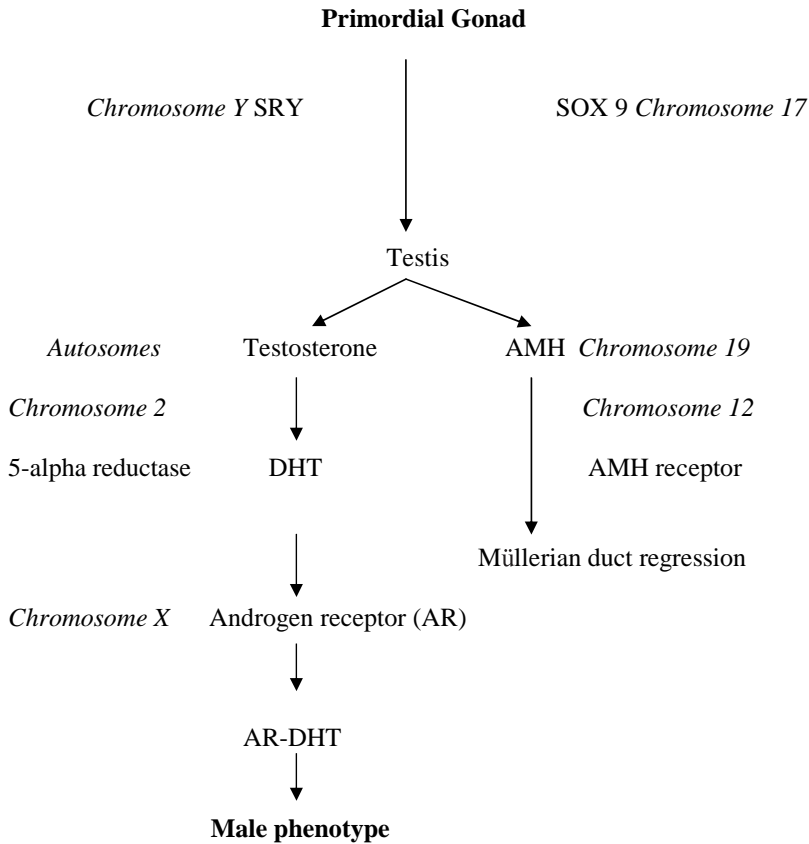 Primordial Gonad
Chromosome Y SRY
SOX 9 Chromosome 17
Testis
Autosomes
Testosterone
AMH Chromosome 19
Chromosome 2
Chromosome 12
5-alpha reductase
DHT
AMH receptor
Müllerian duct regression
Chromosome X
Androgen receptor (AR)
AR-DHT
Male phenotype